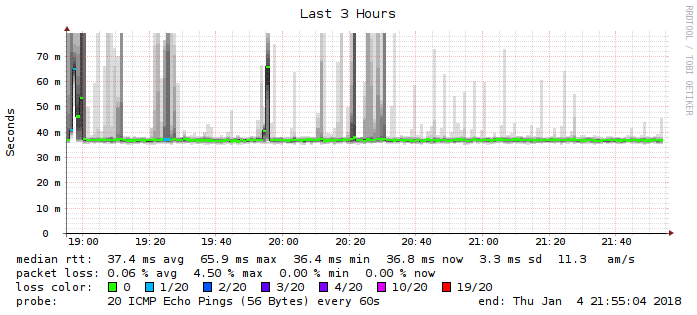 Last 3 Hours
RRDTOOL / TOBI OETIKER
Seconds
70 m
60 m
50 m
40 m
30 m
20 m
10 m
0
19:00 19:20 19:40 20:00 20:20 20:40 21:00 21:20 21:40
median rtt: 37.4 ms avg 65.9 ms max 36.4 ms min 36.8 ms now 3.3 ms sd 11.3 am/s
packet loss: 0.06 % avg 4.50 % max 0.00 % min 0.00 % now
loss color: 0 1/20 2/20 3/20 4/20 10/20 19/20
probe: 20 ICMP Echo Pings (56 Bytes) every 60s end: Thu Jan 4 21:55:04 2018